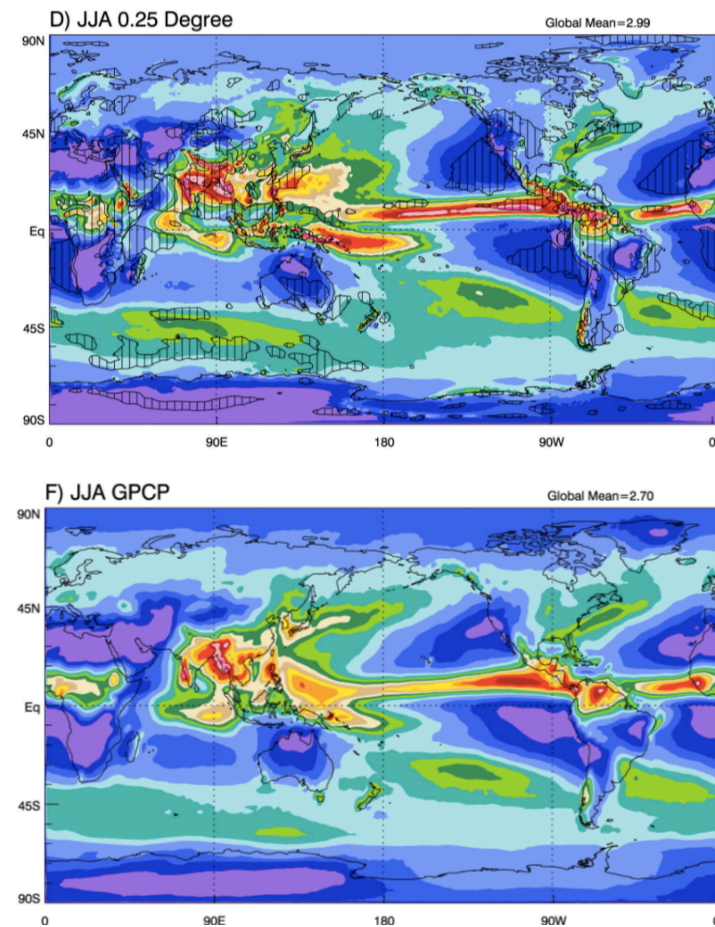 D) JJA 0.25 Degree
Global Mean=2.99
90N
45N
Eq
45S
90S
0 90E 180 90W 0
F) JJA GPCP
Global Mean=2.70
90N
45N
Eq
45S
90S
0 90E 180 90W 0